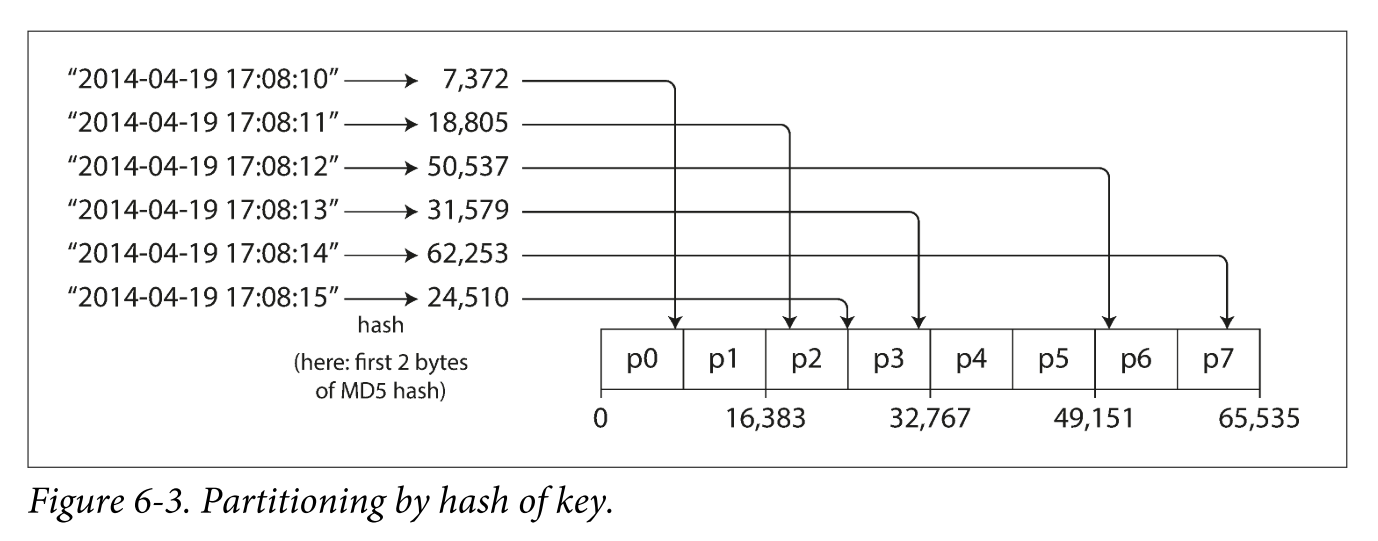 “2014-04-19 17:08:10” 7,372
“2014-04-19 17:08:11” 18,805
“2014-04-19 17:08:12” 50,537
“2014-04-19 17:08:13” 31,579
“2014-04-19 17:08:14” 62,253
“2014-04-19 17:08:15” 24,510
hash
(here: first 2 bytes
of MD5 hash)
p0 p1 p2 p3 p4 p5 p6 p7
0 16,383 32,767 49,151 65,535
Figure 6-3. Partitioning by hash of key.